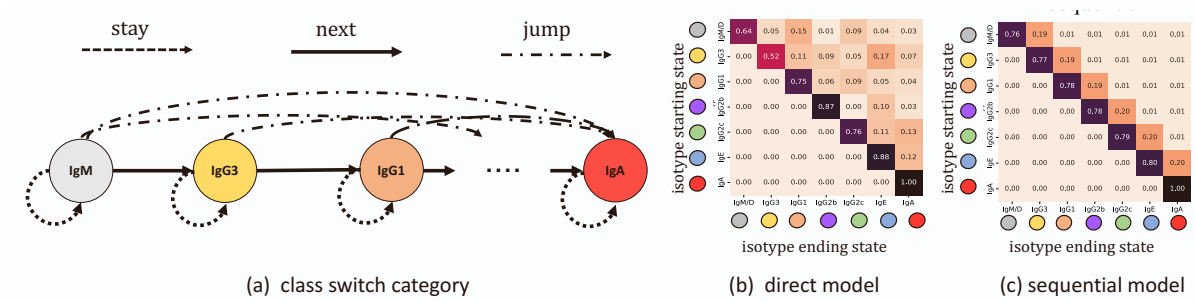 stay
next
jump
IgM
IgG3
IgG1
....
IgA
(a) class switch category
isotype starting state
IgM/D 0.64 0.05 0.15 0.01 0.09 0.04 0.03
IgG3 0.00 0.52 0.11 0.09 0.05 0.17 0.07
IgG1 0.00 0.00 0.75 0.06 0.09 0.05 0.04
IgG2b 0.00 0.00 0.00 0.87 0.00 0.10 0.03
IgG2c 0.00 0.00 0.00 0.00 0.76 0.11 0.13
IgE 0.00 0.00 0.00 0.00 0.00 0.88 0.12
IgA 0.00 0.00 0.00 0.00 0.00 0.00 1.00
IgM/D IgG3 IgG1 IgG2b IgG2c IgE IgA
isotype ending state
(b) direct model
isotype starting state
IgM/D 0.76 0.19 0.01 0.01 0.01 0.01 0.01
IgG3 0.00 0.77 0.19 0.01 0.01 0.01 0.01
IgG1 0.00 0.00 0.78 0.19 0.01 0.01 0.01
IgG2b 0.00 0.00 0.00 0.78 0.20 0.01 0.01
IgG2c 0.00 0.00 0.00 0.00 0.79 0.20 0.01
IgE 0.00 0.00 0.00 0.00 0.00 0.80 0.20
IgA 0.00 0.00 0.00 0.00 0.00 0.00 1.00
IgM/D IgG3 IgG1 IgG2b IgG2c IgE IgA
isotype ending state
(c) sequential model